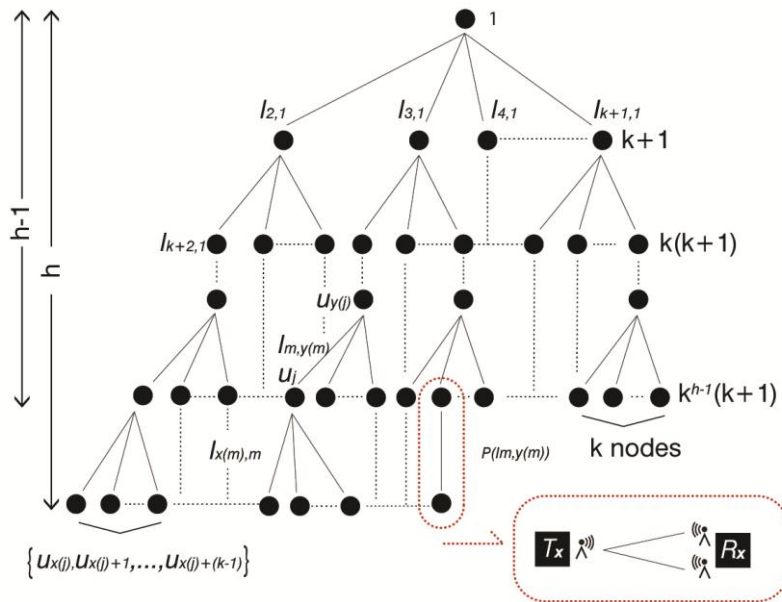 1
l2,1 l3,1 l4,1 lk+1,1
k+1
h-1
h
lk+2,1
k(k+1)
uy(j)
lm,y(m)
uj
k^h-1(k+1)
lx(m),m
P(lm,y(m))
k nodes
{ux(j),ux(j)+1,...,ux(j)+(k-1)}
Tx Rx